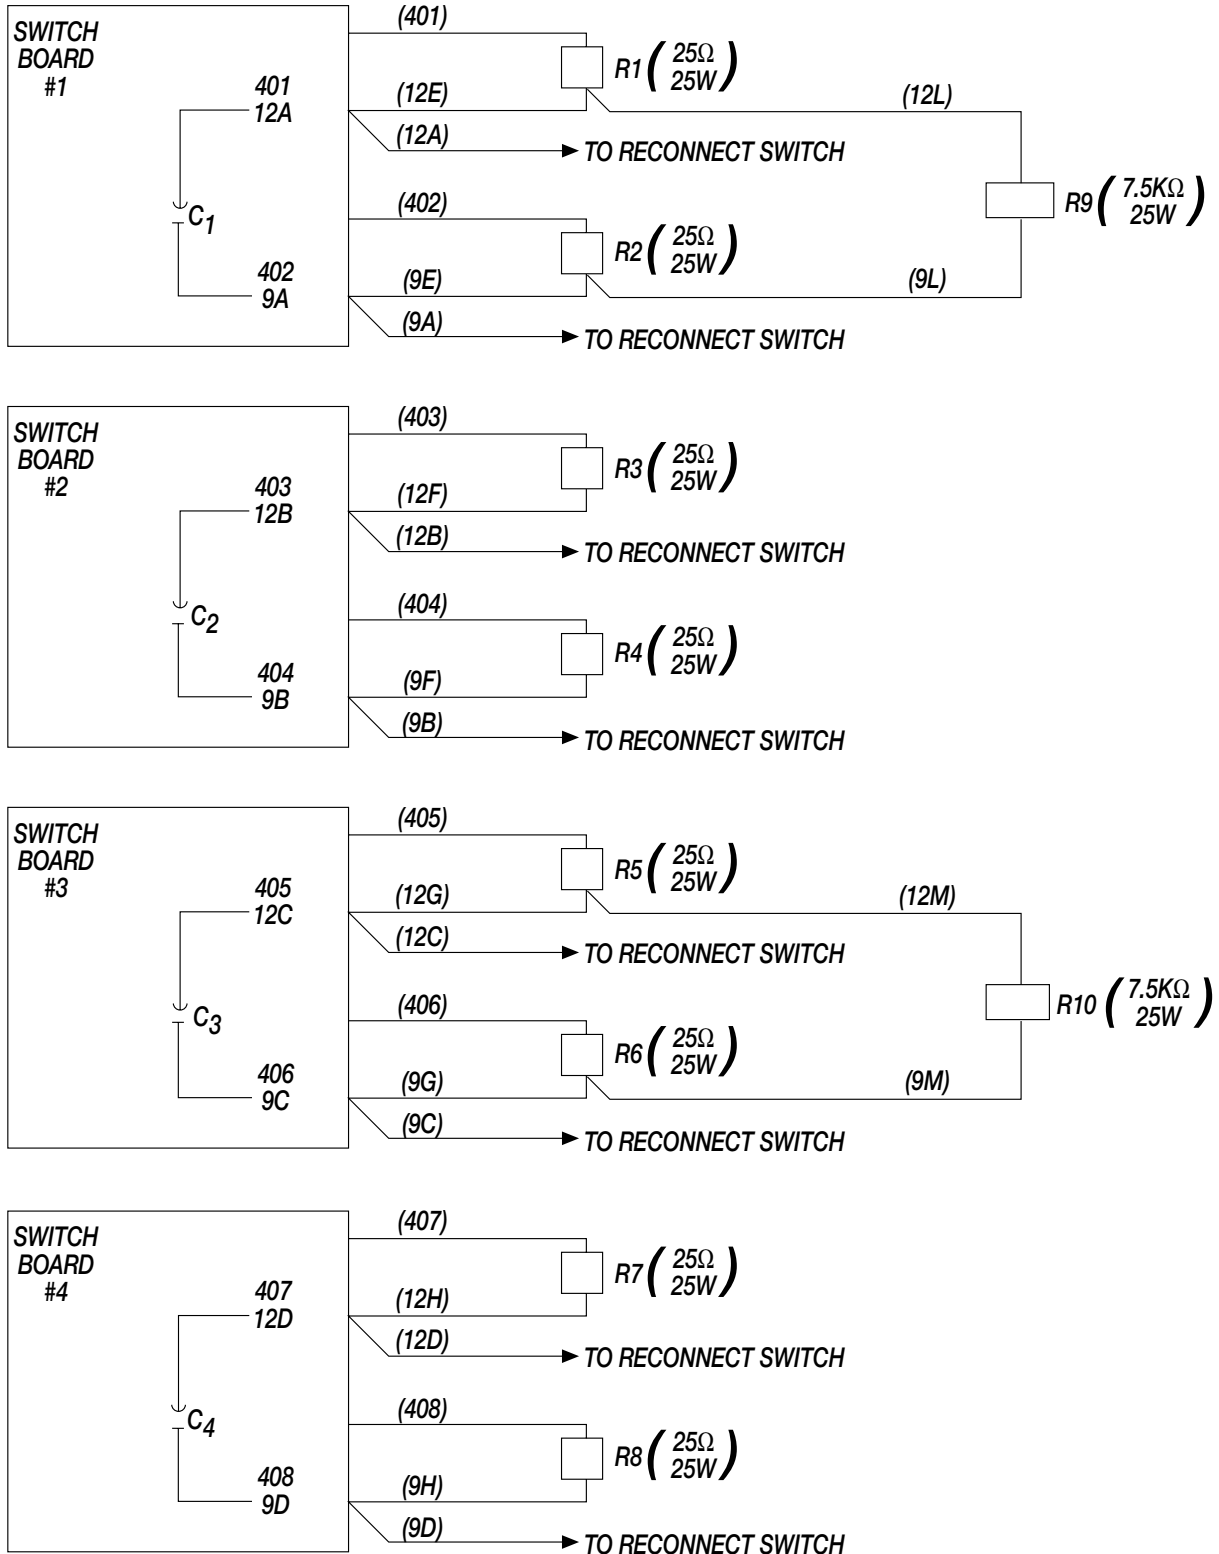 SWITCH
BOARD
#1
401
12A
C1
402
9A
(401)
(12E)
(12A)
TO RECONNECT SWITCH
(402)
(9E)
(9A)
TO RECONNECT SWITCH
R1 ( 25Ω
25W )
R2 ( 25Ω
25W )
(12L)
(9L)
R9 ( 7.5KΩ
25W )
SWITCH
BOARD
#2
403
12B
C2
404
9B
(403)
(12F)
(12B)
TO RECONNECT SWITCH
(404)
(9F)
(9B)
TO RECONNECT SWITCH
R3 ( 25Ω
25W )
R4 ( 25Ω
25W )
SWITCH
BOARD
#3
405
12C
C3
406
9C
(405)
(12G)
(12C)
TO RECONNECT SWITCH
(406)
(9G)
(9C)
TO RECONNECT SWITCH
R5 ( 25Ω
25W )
R6 ( 25Ω
25W )
(12M)
(9M)
R10 ( 7.5KΩ
25W )
SWITCH
BOARD
#4
407
12D
C4
408
9D
(407)
(12H)
(12D)
TO RECONNECT SWITCH
(408)
(9H)
(9D)
TO RECONNECT SWITCH
R7 ( 25Ω
25W )
R8 ( 25Ω
25W )